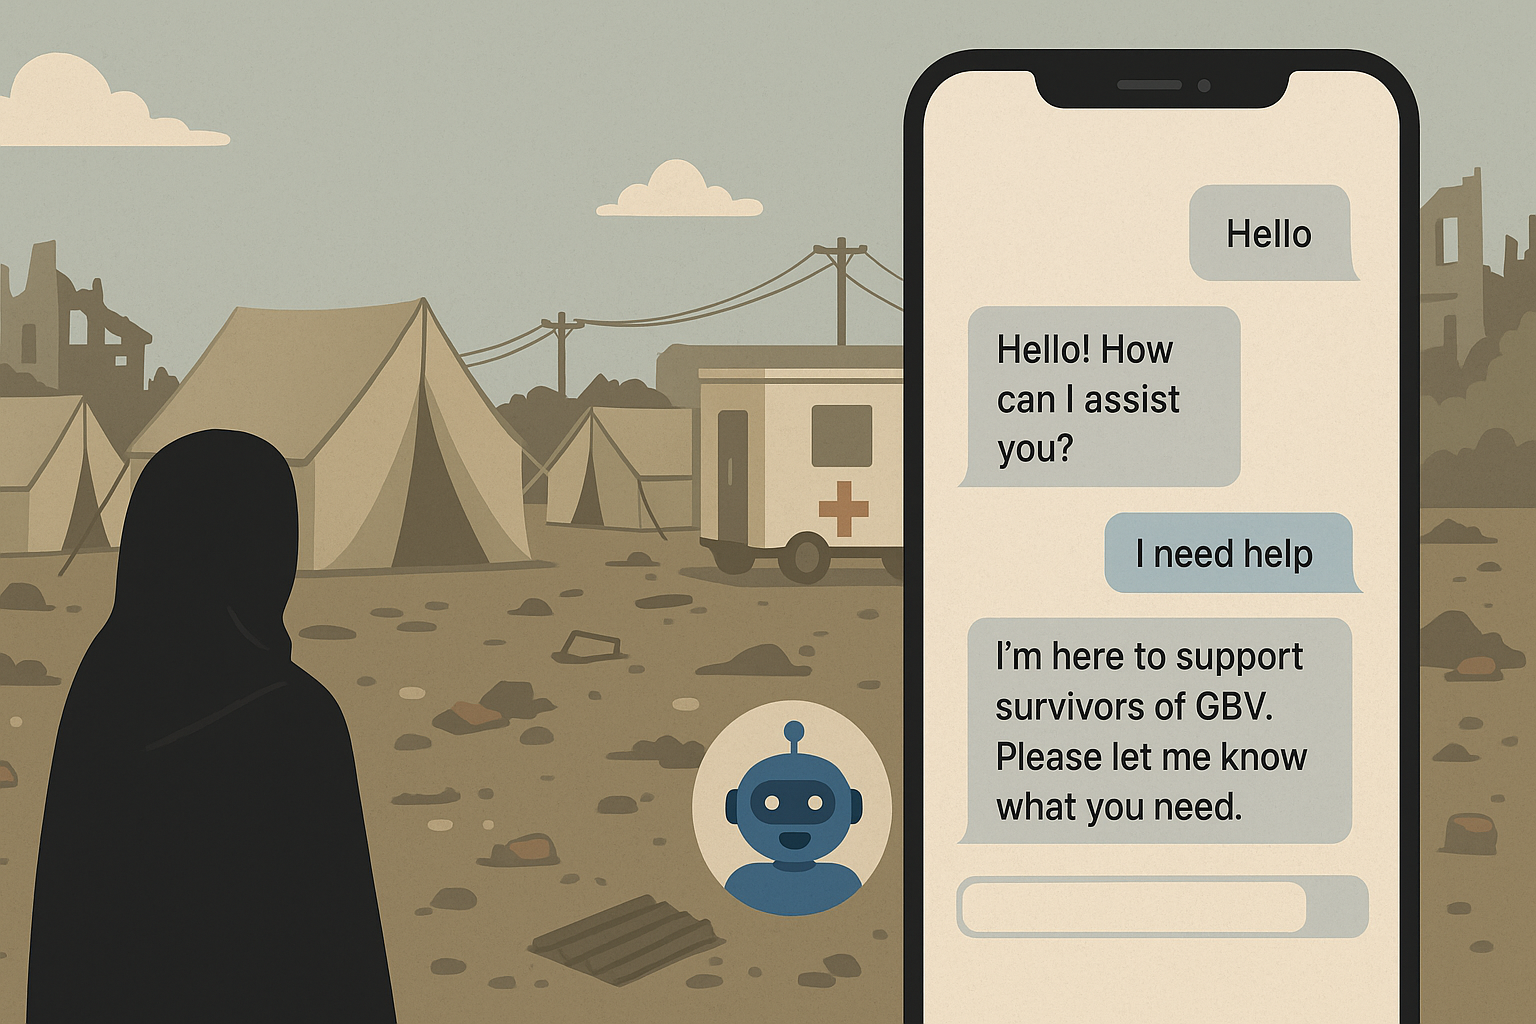 Hello
Hello! How
can I assist
you?
I need help
I’m here to support
survivors of GBV.
Please let me know
what you need.